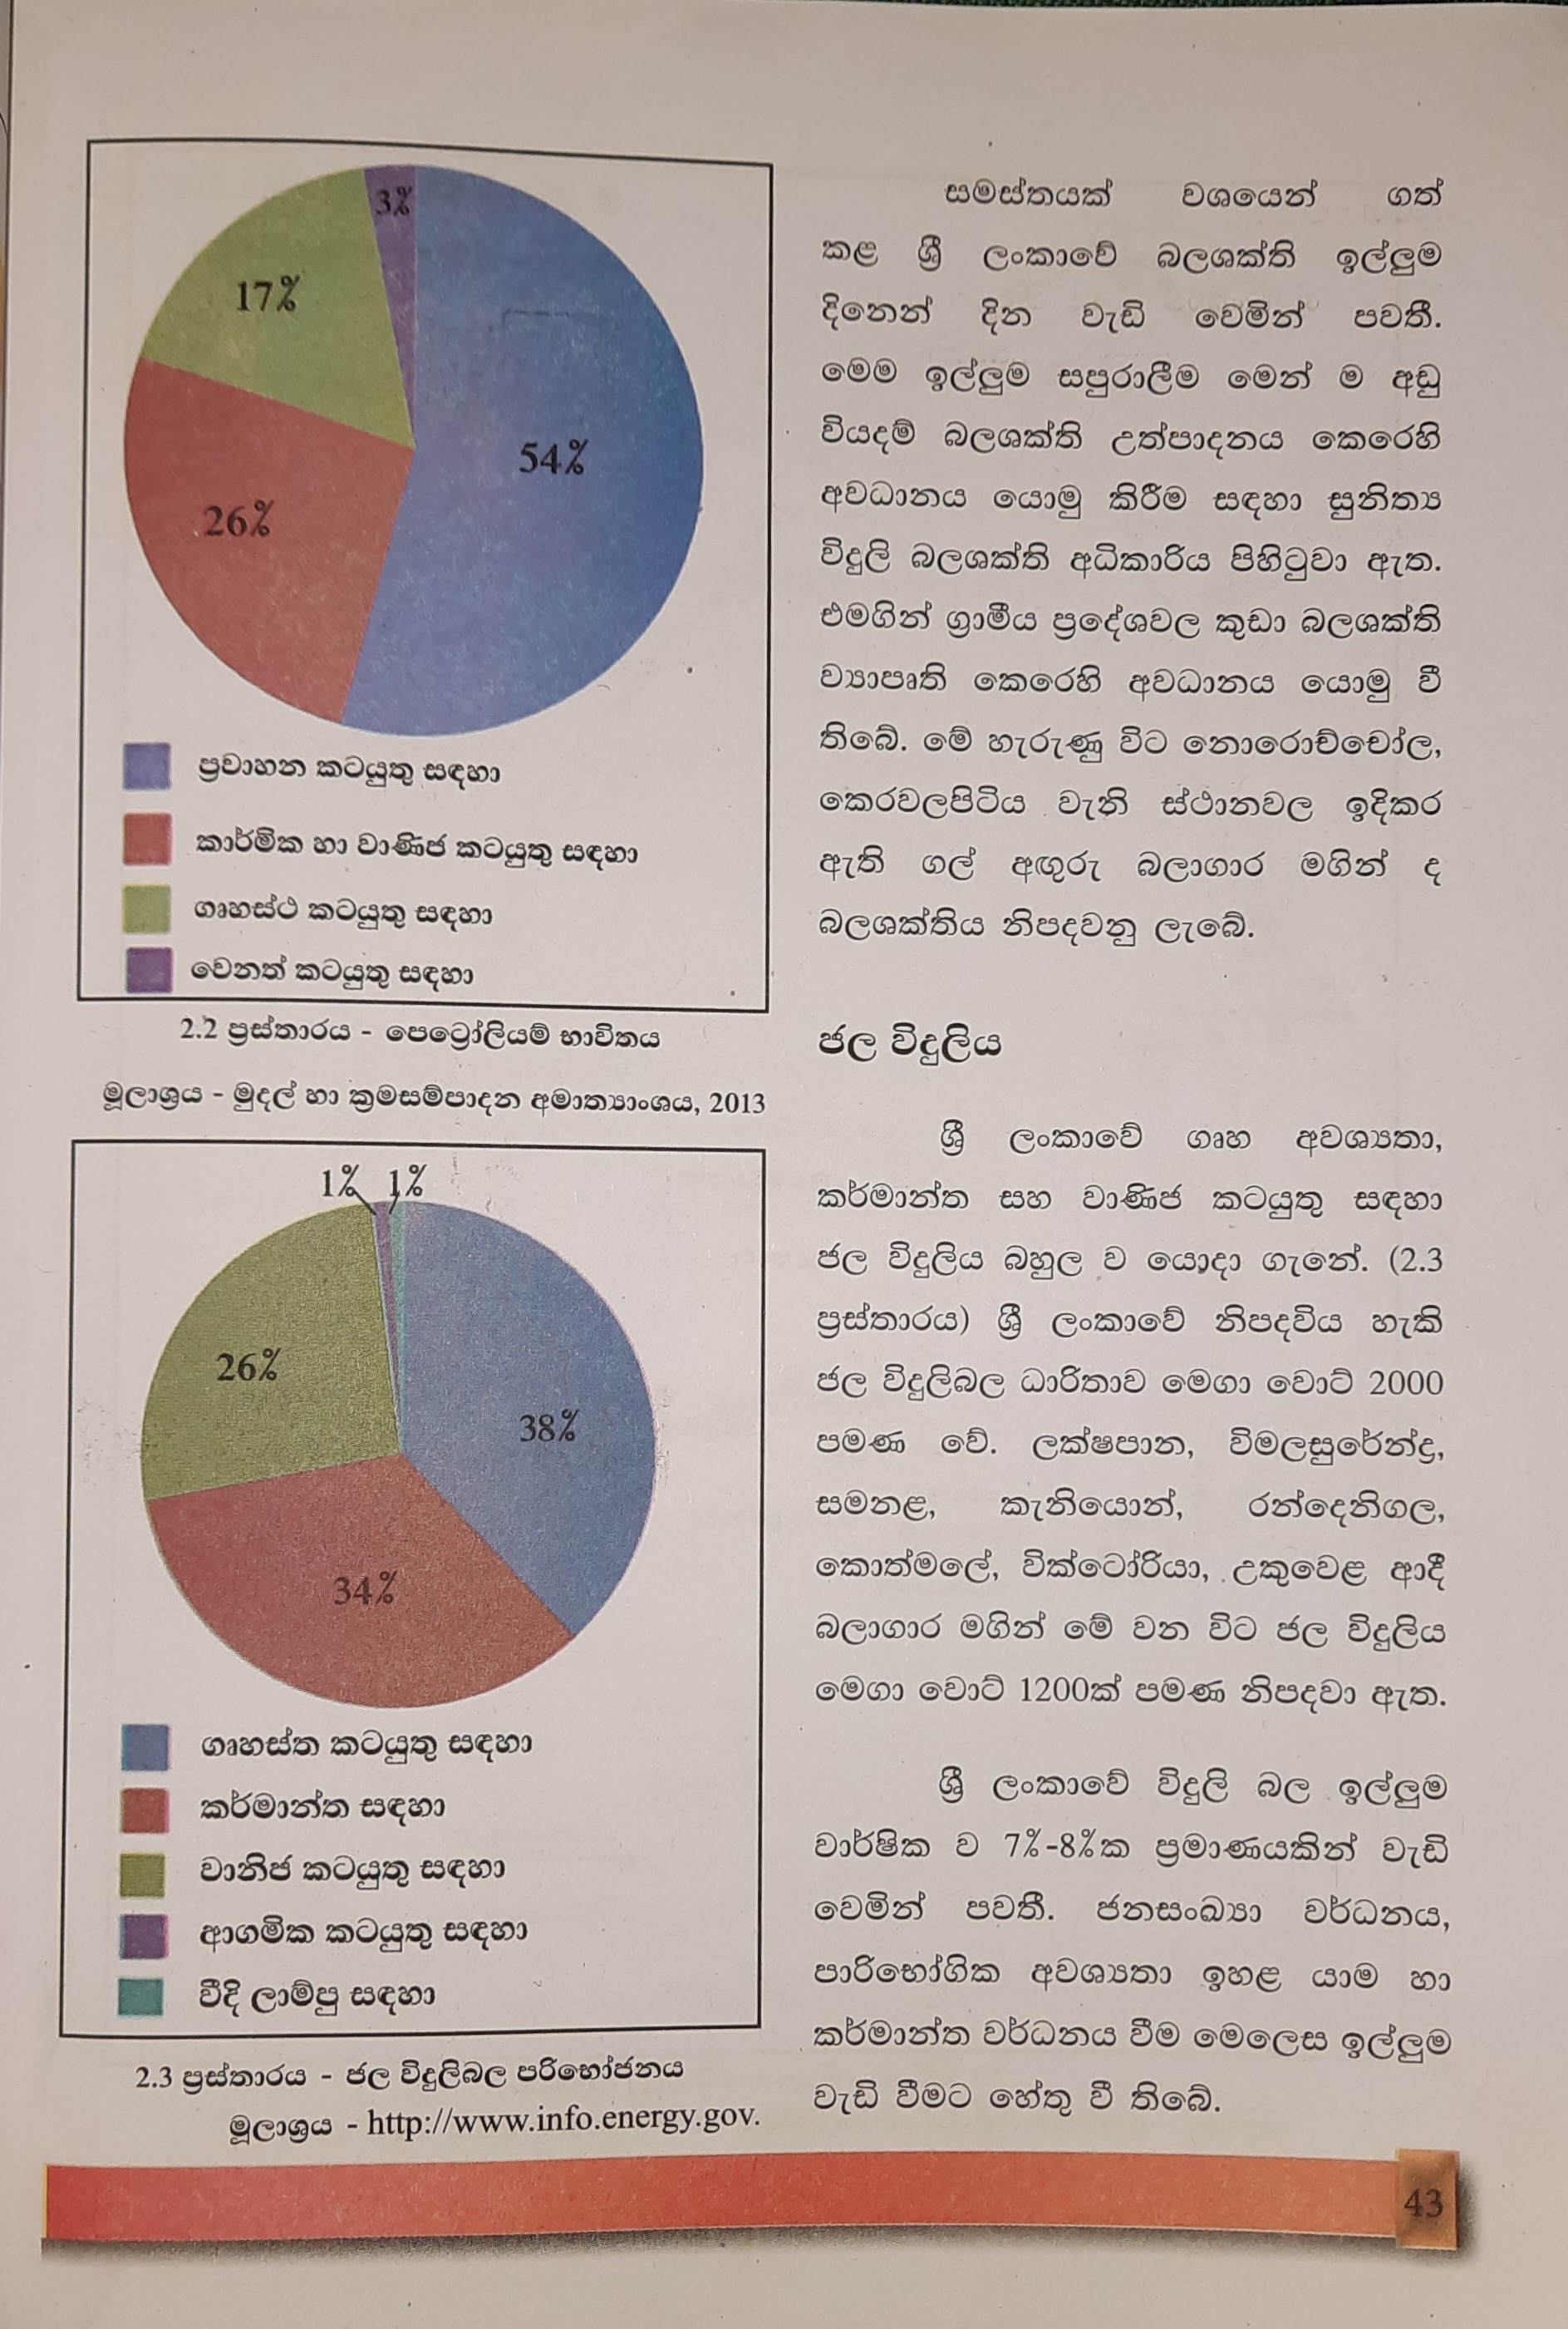 3%
17%
54%
26%
ප්‍රවාහන කටයුතු සඳහා
කාර්මික හා වාණිජ කටයුතු සඳහා
ගෘහස්ථ කටයුතු සඳහා
වෙනත් කටයුතු සඳහා
2.2 ප්‍රස්තාරය - පෙට්‍රෝලියම් භාවිතය
මූලාශ්‍රය - මුදල් හා ක්‍රමසම්පාදන අමාත්‍යාංශය, 2013
1% 1%
26%
38%
34%
ගෘහස්ත කටයුතු සඳහා
කර්මාන්ත සඳහා
වානිජ කටයුතු සඳහා
ආගමික කටයුතු සඳහා
වීදි ලාම්පු සඳහා
2.3 ප්‍රස්තාරය - ජල විදුලිබල පරිභෝජනය
මූලාශ්‍රය - http://www.info.energy.gov.
සමස්තයක් වශයෙන් ගත්
කළ ශ්‍රී ලංකාවේ බලශක්ති ඉල්ලුම
දිනෙන් දින වැඩි වෙමින් පවතී.
මෙම ඉල්ලුම සපුරාලීම මෙන් ම අඩු
වියදම් බලශක්ති උත්පාදනය කෙරෙහි
අවධානය යොමු කිරීම සඳහා සුනිත්‍ය
විදුලි බලශක්ති අධිකාරිය පිහිටුවා ඇත.
එමගින් ග්‍රාමීය ප්‍රදේශවල කුඩා බලශක්ති
ව්‍යාපෘති කෙරෙහි අවධානය යොමු වී
තිබේ. මේ හැරුණු විට නොරොච්චෝල,
කෙරවලපිටිය වැනි ස්ථානවල ඉදිකර
ඇති ගල් අඟුරු බලාගාර මගින් ද
බලශක්තිය නිපදවනු ලැබේ.
ජල විදුලිය
ශ්‍රී ලංකාවේ ගෘහ අවශ්‍යතා,
කර්මාන්ත සහ වාණිජ කටයුතු සඳහා
ජල විදුලිය බහුල ව යොදා ගැනේ. (2.3
ප්‍රස්තාරය) ශ්‍රී ලංකාවේ නිපදවිය හැකි
ජල විදුලිබල ධාරිතාව මෙගා වොට් 2000
පමණ වේ. ලක්ෂපාන, විමලසුරේන්ද්‍ර,
සමනළ, කැනියොන්, රන්දෙනිගල,
කොත්මලේ, වික්ටෝරියා, උකුවෙළ ආදී
බලාගාර මගින් මේ වන විට ජල විදුලිය
මෙගා වොට් 1200ක් පමණ නිපදවා ඇත.
ශ්‍රී ලංකාවේ විදුලි බල ඉල්ලුම
වාර්ෂික ව 7%-8%ක ප්‍රමාණයකින් වැඩි
වෙමින් පවතී. ජනසංඛ්‍යා වර්ධනය,
පාරිභෝගික අවශ්‍යතා ඉහළ යාම හා
කර්මාන්ත වර්ධනය වීම මෙලෙස ඉල්ලුම
වැඩි වීමට හේතු වී තිබේ.
43